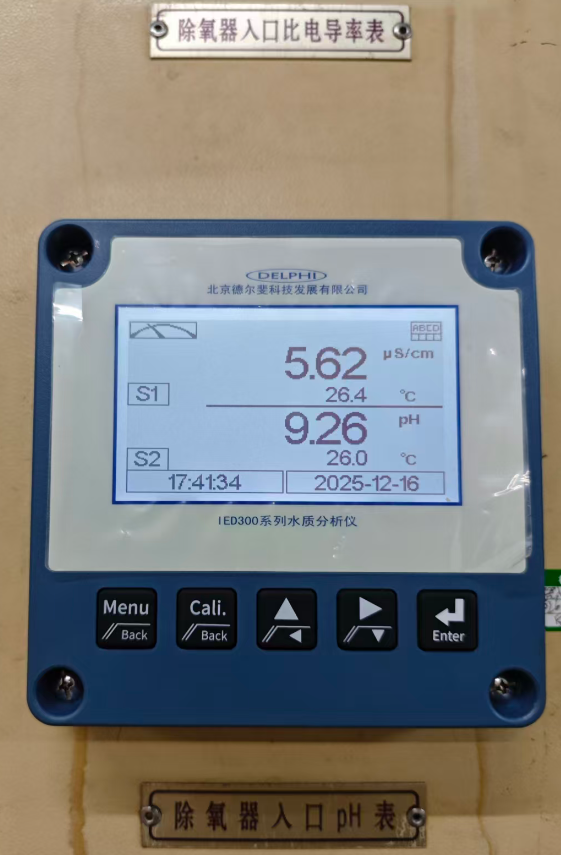 除氧器入口比电导率表
DELPHI
北京德尔斐科技发展有限公司
ABCD
5.62 μS/cm
S1 26.4 ℃
9.26 pH
S2 26.0 ℃
17:41:34 2025-12-16
IED300系列水质分析仪
Menu Cali.
Back Back Enter
除氧器入口pH表